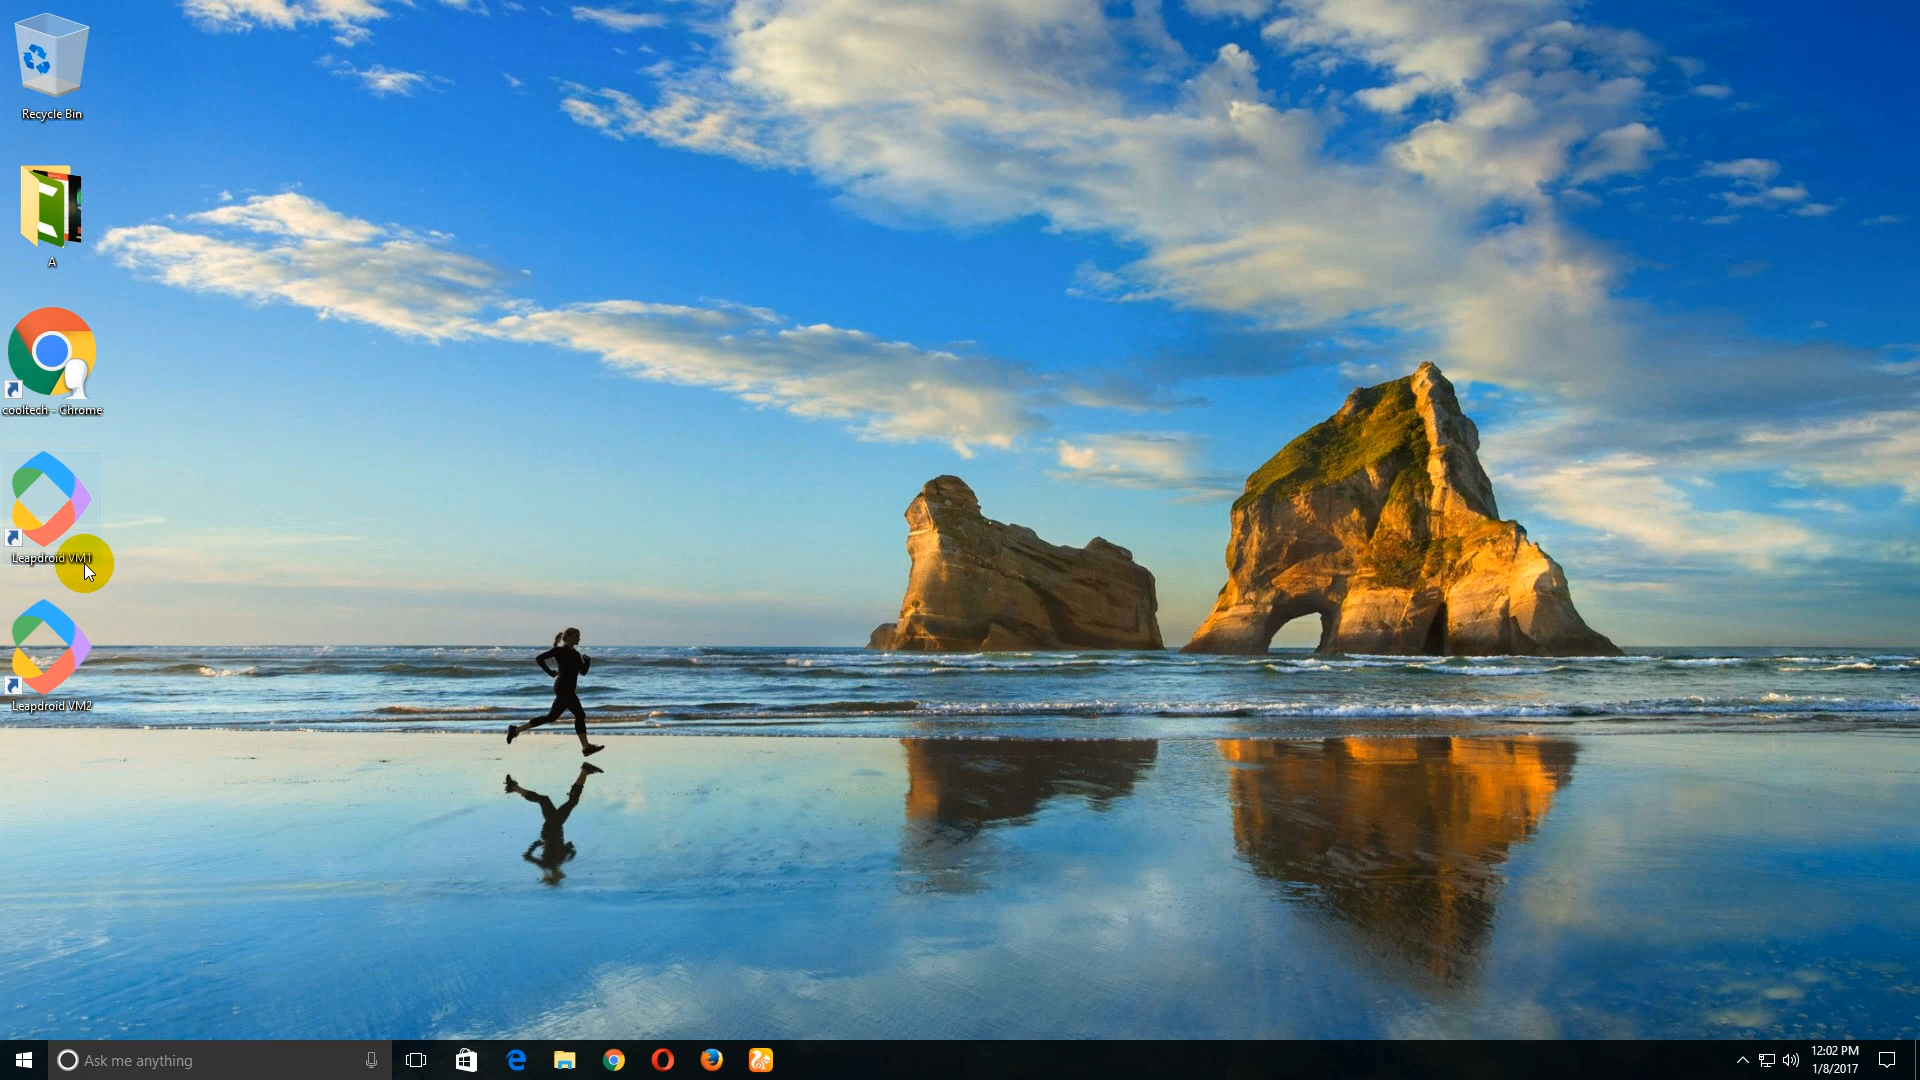 Recycle Bin
A
cooltech - Chrome
Leapdroid VM1
Leapdroid VM2
Ask me anything
12:02 PM
1/8/2017